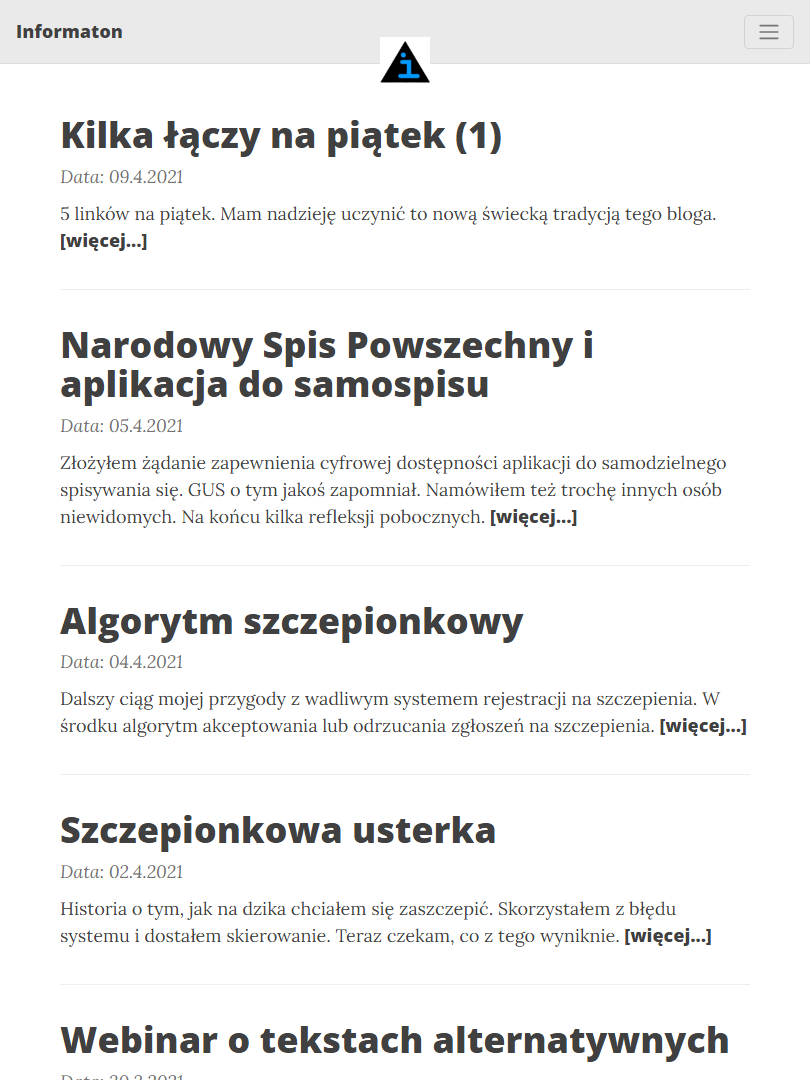 Informaton
i
Kilka łączy na piątek (1)
Data: 09.4.2021
5 linków na piątek. Mam nadzieję uczynić to nową świecką tradycją tego bloga.
[więcej...]
Narodowy Spis Powszechny i
aplikacja do samospisu
Data: 05.4.2021
Złożyłem żądanie zapewnienia cyfrowej dostępności aplikacji do samodzielnego
spisywania się. GUS o tym jakoś zapomniał. Namówiłem też trochę innych osób
niewidomych. Na końcu kilka refleksji pobocznych. [więcej...]
Algorytm szczepionkowy
Data: 04.4.2021
Dalszy ciąg mojej przygody z wadliwym systemem rejestracji na szczepienia. W
środku algorytm akceptowania lub odrzucania zgłoszeń na szczepienia. [więcej...]
Szczepionkowa usterka
Data: 02.4.2021
Historia o tym, jak na dzika chciałem się zaszczepić. Skorzystałem z błędu
systemu i dostałem skierowanie. Teraz czekam, co z tego wyniknie. [więcej...]
Webinar o tekstach alternatywnych
Data: